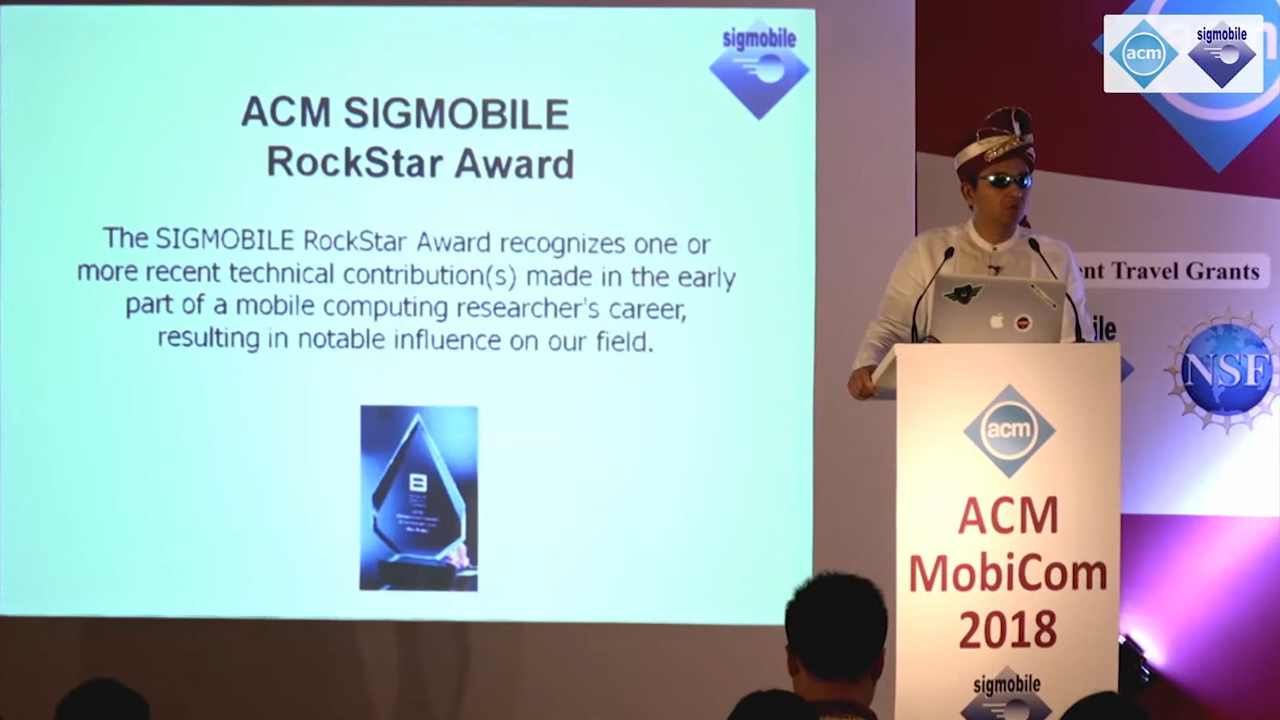 sigmobile
ACM SIGMOBILE
RockStar Award
The SIGMOBILE RockStar Award recognizes one or
more recent technical contribution(s) made in the early
part of a mobile computing researcher's career,
resulting in notable influence on our field.
acm
sigmobile
nt Travel Grants
ile
NSF
acm
ACM
MobiCom
2018
sigmobile